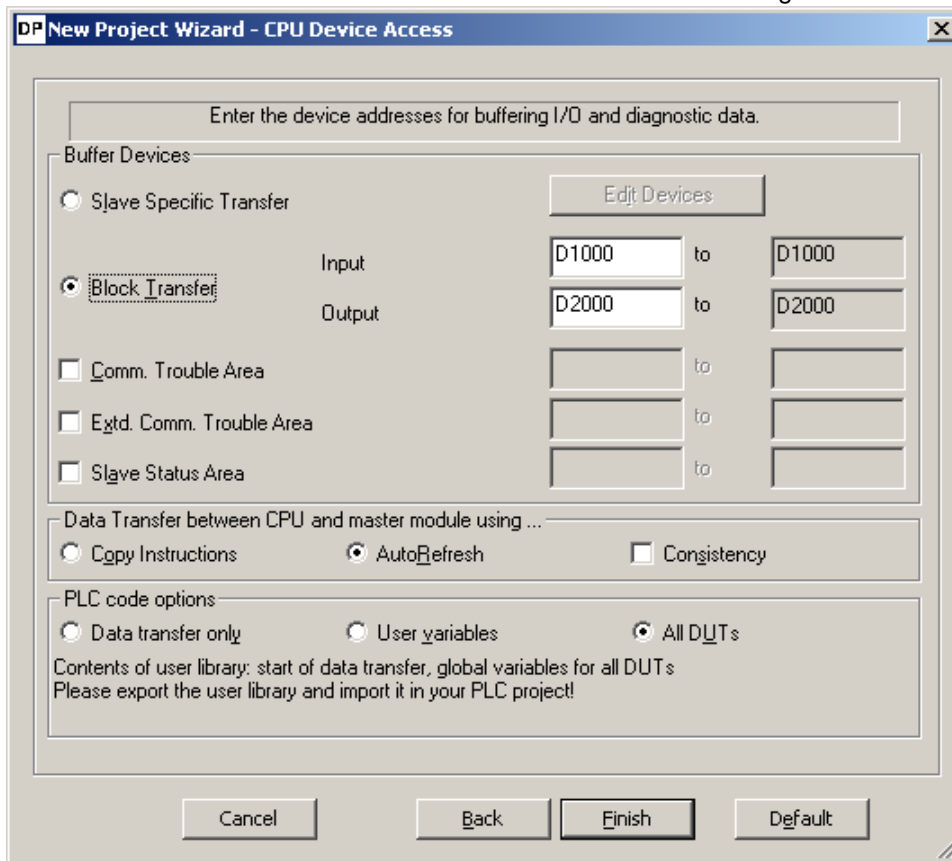 DP New Project Wizard - CPU Device Access
Enter the device addresses for buffering I/O and diagnostic data.
Buffer Devices
Slave Specific Transfer Edit Devices
Input D1000 to D1000
Block Transfer
Output D2000 to D2000
Comm. Trouble Area to
Extd. Comm. Trouble Area to
Slave Status Area to
Data Transfer between CPU and master module using ...
Copy Instructions AutoRefresh Consistency
PLC code options
Data transfer only User variables All DUTs
Contents of user library: start of data transfer, global variables for all DUTs
Please export the user library and import it in your PLC project!
Cancel Back Finish Default